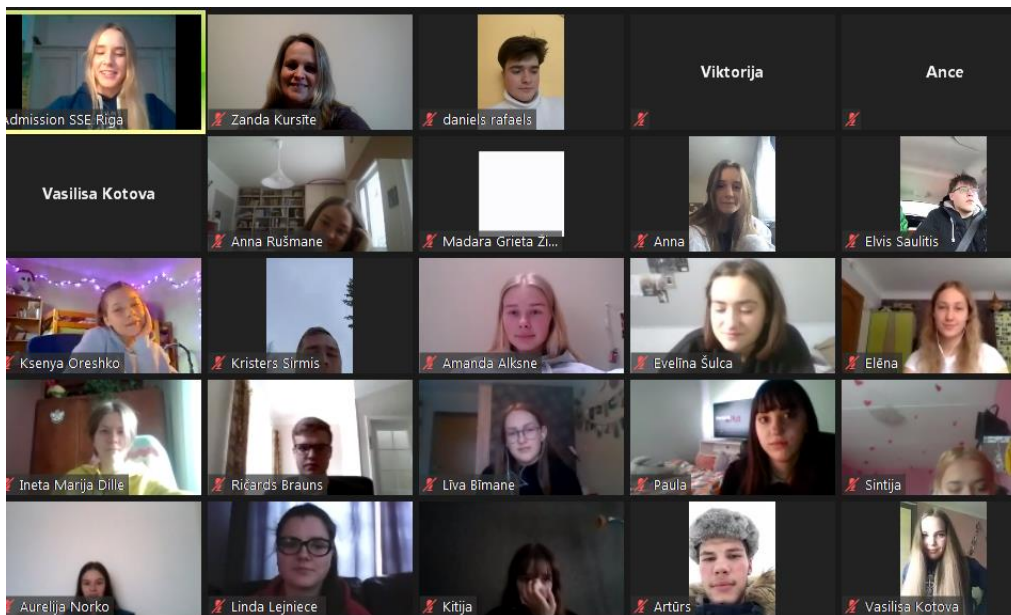 Admission SSE Riga
Zanda Kursīte
daniels rafaels
Viktorija
Ance
Vasilisa Kotova
Anna Rušmane
Madara Grieta Ži...
Anna
Elvis Saulitis
Ksenya Oreshko
Kristers Sirmis
Amanda Alksne
Evelīna Šulca
Elēna
Ineta Marija Dille
Ričards Brauns
Līva Bīmane
Paula
Sintija
Aurelija Norko
Linda Lejniece
Kitija
Artūrs
Vasilisa Kotova